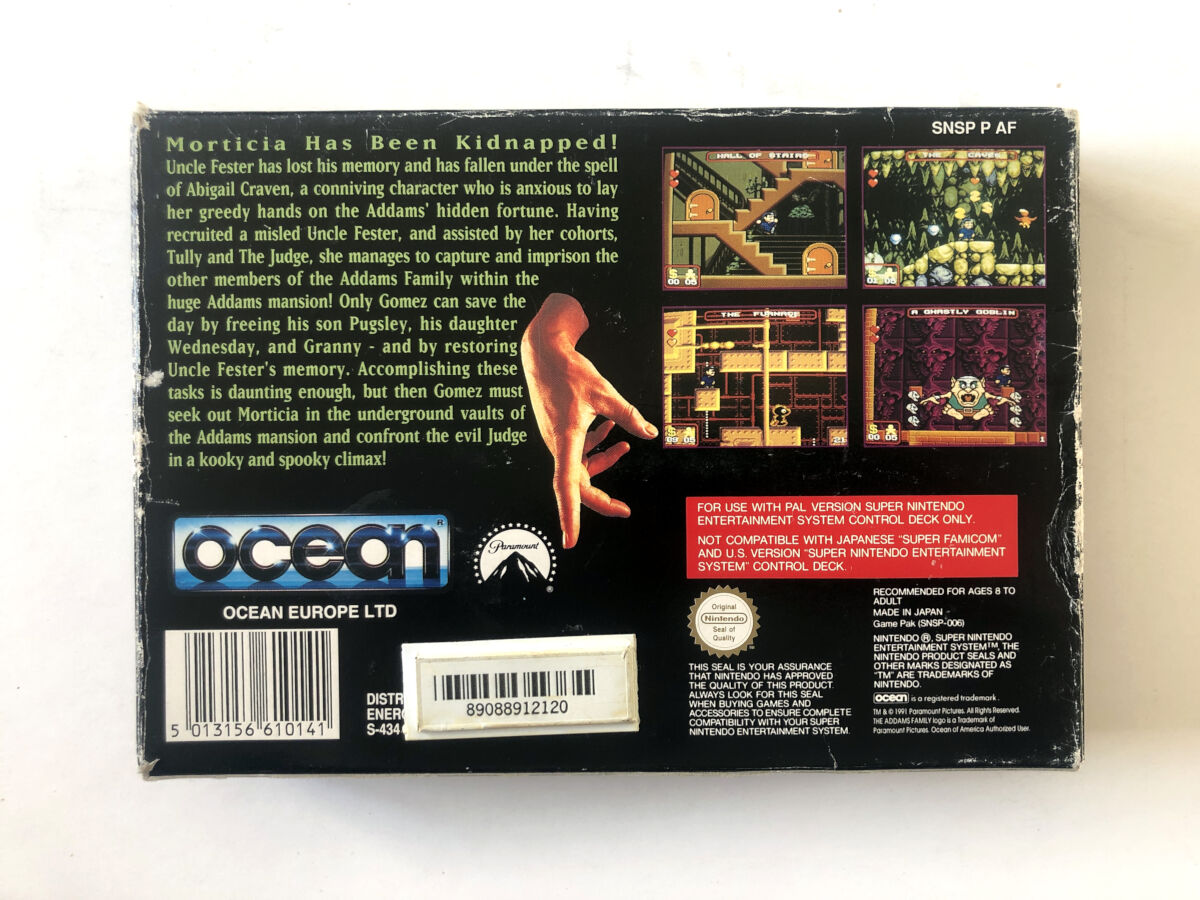 Morticia Has Been Kidnapped!
Uncle Fester has lost his memory and has fallen under the spell
of Abigail Craven, a conniving character who is anxious to lay
her greedy hands on the Addams' hidden fortune. Having
recruited a misled Uncle Fester, and assisted by her cohorts,
Tully and The Judge, she manages to capture and imprison the
other members of the Addams Family within the
huge Addams mansion! Only Gomez can save the
day by freeing his son Pugsley, his daughter
Wednesday, and Granny - and by restoring
Uncle Fester's memory. Accomplishing these
tasks is daunting enough, but then Gomez must
seek out Morticia in the underground vaults of
the Addams mansion and confront the evil Judge
in a kooky and spooky climax!
SNSP P AF
HALL OF STAIRS
$
00 05
THE CAVES
$
00 05
THE FURNACE
$
09 05
21
A GHASTLY GOBLIN
$
00 05
1
ocean®
OCEAN EUROPE LTD
Paramount
®
5 013156 610141
DISTR
ENERG
S-434
89088912120
FOR USE WITH PAL VERSION SUPER NINTENDO
ENTERTAINMENT SYSTEM CONTROL DECK ONLY.
NOT COMPATIBLE WITH JAPANESE "SUPER FAMICOM"
AND U.S. VERSION "SUPER NINTENDO ENTERTAINMENT
SYSTEM" CONTROL DECK.
Original
Nintendo
Seal of
Quality
THIS SEAL IS YOUR ASSURANCE
THAT NINTENDO HAS APPROVED
THE QUALITY OF THIS PRODUCT.
ALWAYS LOOK FOR THIS SEAL
WHEN BUYING GAMES AND
ACCESSORIES TO ENSURE COMPLETE
COMPATIBILITY WITH YOUR SUPER
NINTENDO ENTERTAINMENT SYSTEM.
RECOMMENDED FOR AGES 8 TO
ADULT
MADE IN JAPAN
Game Pak (SNSP-006)
NINTENDO ®, SUPER NINTENDO
ENTERTAINMENT SYSTEM™, THE
NINTENDO PRODUCT SEALS AND
OTHER MARKS DESIGNATED AS
"TM" ARE TRADEMARKS OF
NINTENDO.
ocean is a registered trademark.
TM & © 1991 Paramount Pictures. All Rights Reserved.
THE ADDAMS FAMILY logo is a Trademark of
Paramount Pictures. Ocean of America Authorized User.